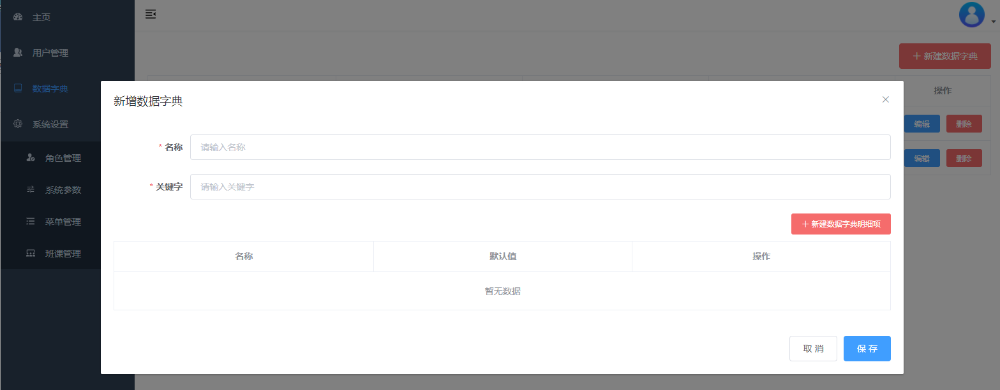 主页
用户管理
数据字典
系统设置
角色管理
系统参数
菜单管理
班课管理
+ 新建数据字典
操作
编辑 删除
编辑 删除
新增数据字典
* 名称 请输入名称
* 关键字 请输入关键字
+ 新建数据字典明细项
名称 默认值 操作
暂无数据
取 消 保 存